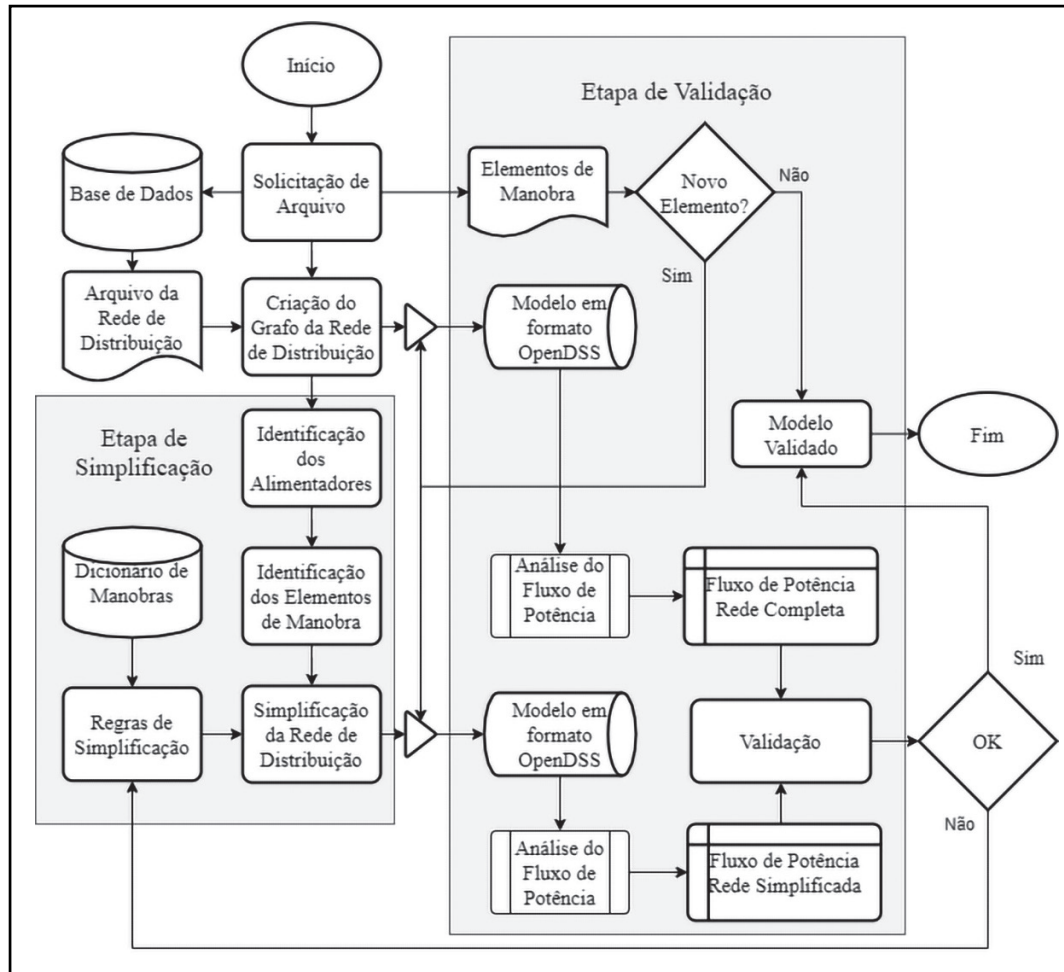 Início
Etapa de Validação
Base de Dados
Solicitação de
Arquivo
Elementos de
Manobra
Novo
Elemento?
Não
Sim
Arquivo da
Rede de
Distribuição
Criação do
Grafo da Rede
de Distribuição
Modelo em
formato
OpenDSS
Etapa de
Simplificação
Identificação
dos
Alimentadores
Modelo
Validado
Fim
Dicionário de
Manobras
Identificação
dos Elementos
de Manobra
Análise do
Fluxo de
Potência
Fluxo de Potência
Rede Completa
Sim
Regras de
Simplificação
Simplificação
da Rede de
Distribuição
Modelo em
formato
OpenDSS
Validação
OK
Não
Análise do
Fluxo de
Potência
Fluxo de Potência
Rede Simplificada